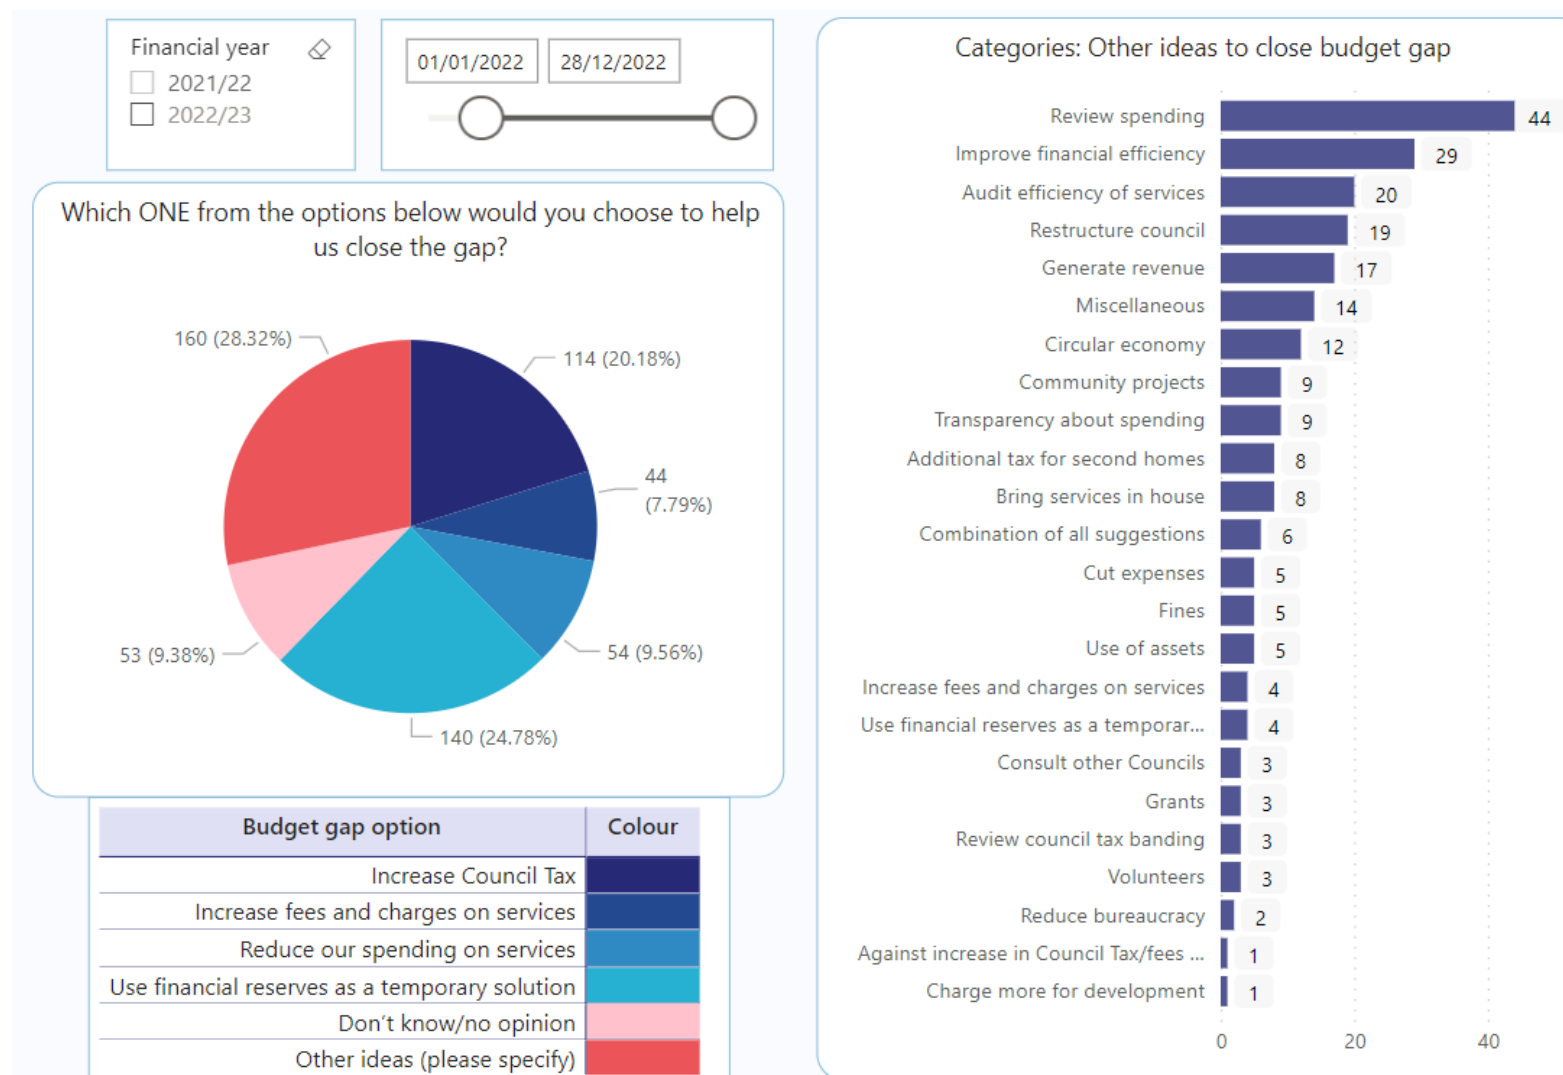 Financial year
2021/22
2022/23
01/01/2022
28/12/2022
Which ONE from the options below would you choose to help
us close the gap?
160 (28.32%)
114 (20.18%)
44
(7.79%)
54 (9.56%)
140 (24.78%)
53 (9.38%)
Budget gap option Colour
Increase Council Tax
Increase fees and charges on services
Reduce our spending on services
Use financial reserves as a temporary solution
Don't know/no opinion
Other ideas (please specify)
Categories: Other ideas to close budget gap
Review spending 44
Improve financial efficiency 29
Audit efficiency of services 20
Restructure council 19
Generate revenue 17
Miscellaneous 14
Circular economy 12
Community projects 9
Transparency about spending 9
Additional tax for second homes 8
Bring services in house 8
Combination of all suggestions 6
Cut expenses 5
Fines 5
Use of assets 5
Increase fees and charges on services 4
Use financial reserves as a temporar... 4
Consult other Councils 3
Grants 3
Review council tax banding 3
Volunteers 3
Reduce bureaucracy 2
Against increase in Council Tax/fees ... 1
Charge more for development 1
0 20 40